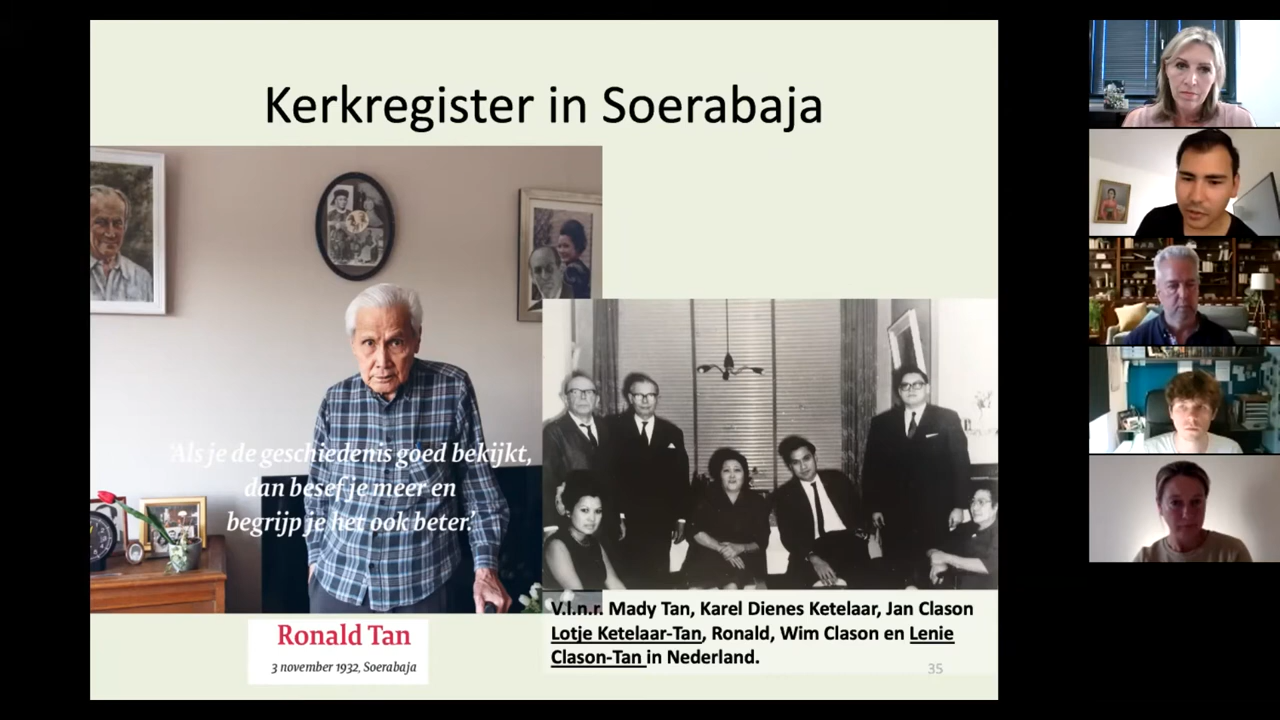 Kerkregister in Soerabaja
'Als je de geschiedenis goed bekijkt,
dan besef je meer en
begrijp je het ook beter.'
Ronald Tan
3 november 1932, Soerabaja
V.l.n.r. Mady Tan, Karel Dienes Ketelaar, Jan Clason
Lotje Ketelaar-Tan, Ronald, Wim Clason en Lenie
Clason-Tan in Nederland.
35